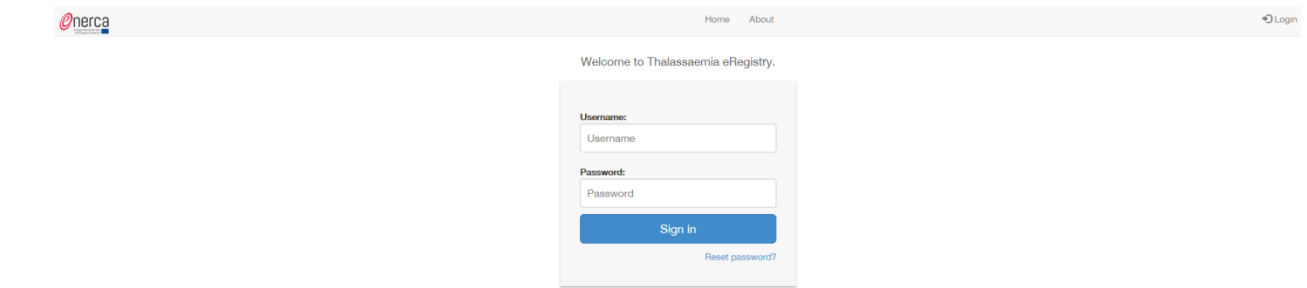 enerca
Home About
Login
Welcome to Thalassaemia eRegistry.
Username:
Username
Password:
Password
Sign in
Reset password?